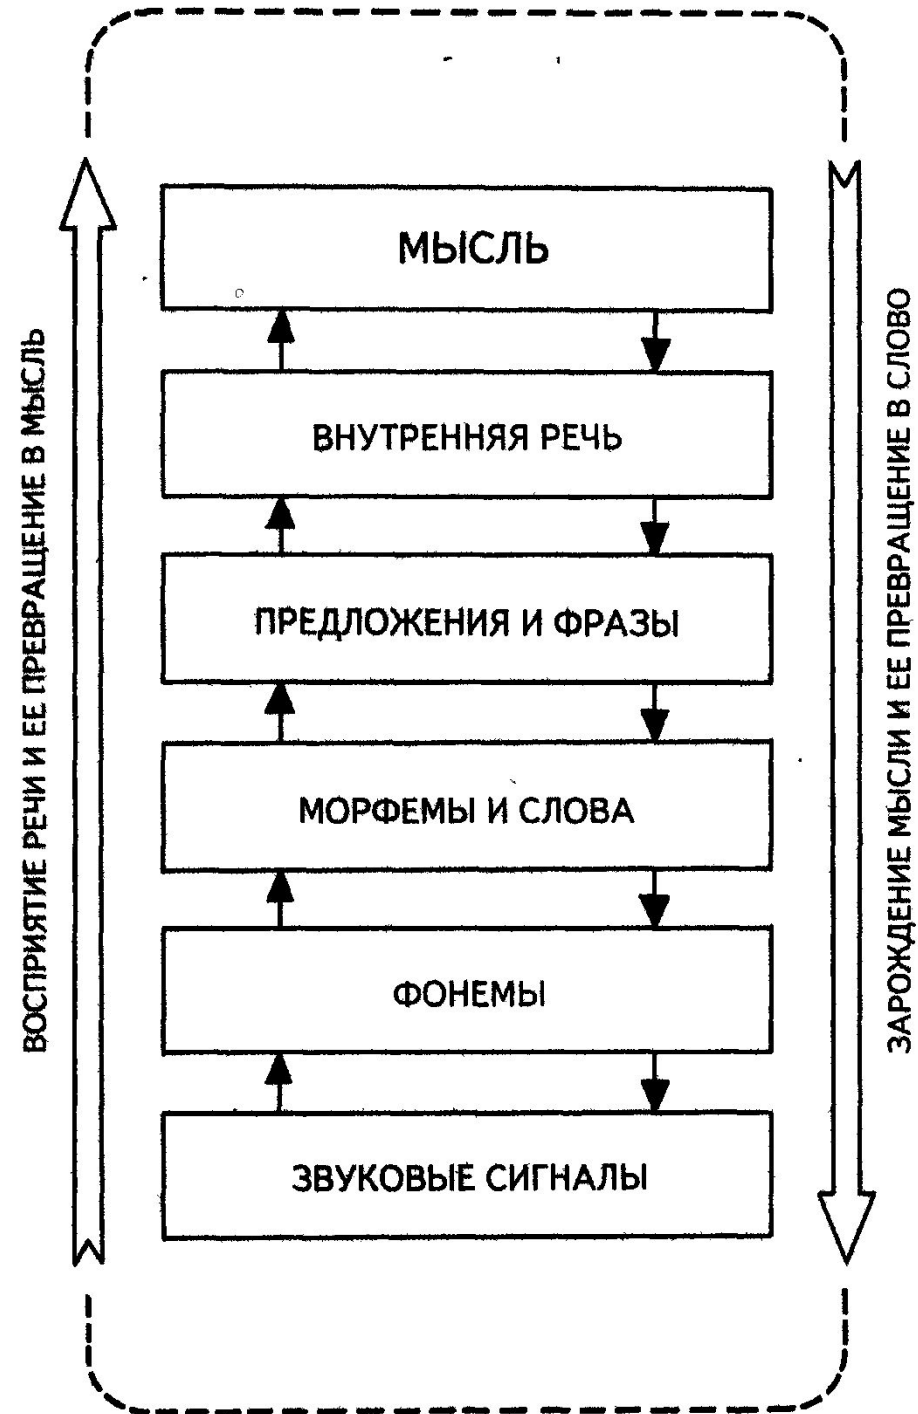 МЫСЛЬ
ВНУТРЕННЯЯ РЕЧЬ
ПРЕДЛОЖЕНИЯ И ФРАЗЫ
МОРФЕМЫ И СЛОВА
ФОНЕМЫ
ЗВУКОВЫЕ СИГНАЛЫ
ВОСПРИЯТИЕ РЕЧИ И ЕЕ ПРЕВРАЩЕНИЕ В МЫСЛЬ
ЗАРОЖДЕНИЕ МЫСЛИ И ЕЕ ПРЕВРАЩЕНИЕ В СЛОВО